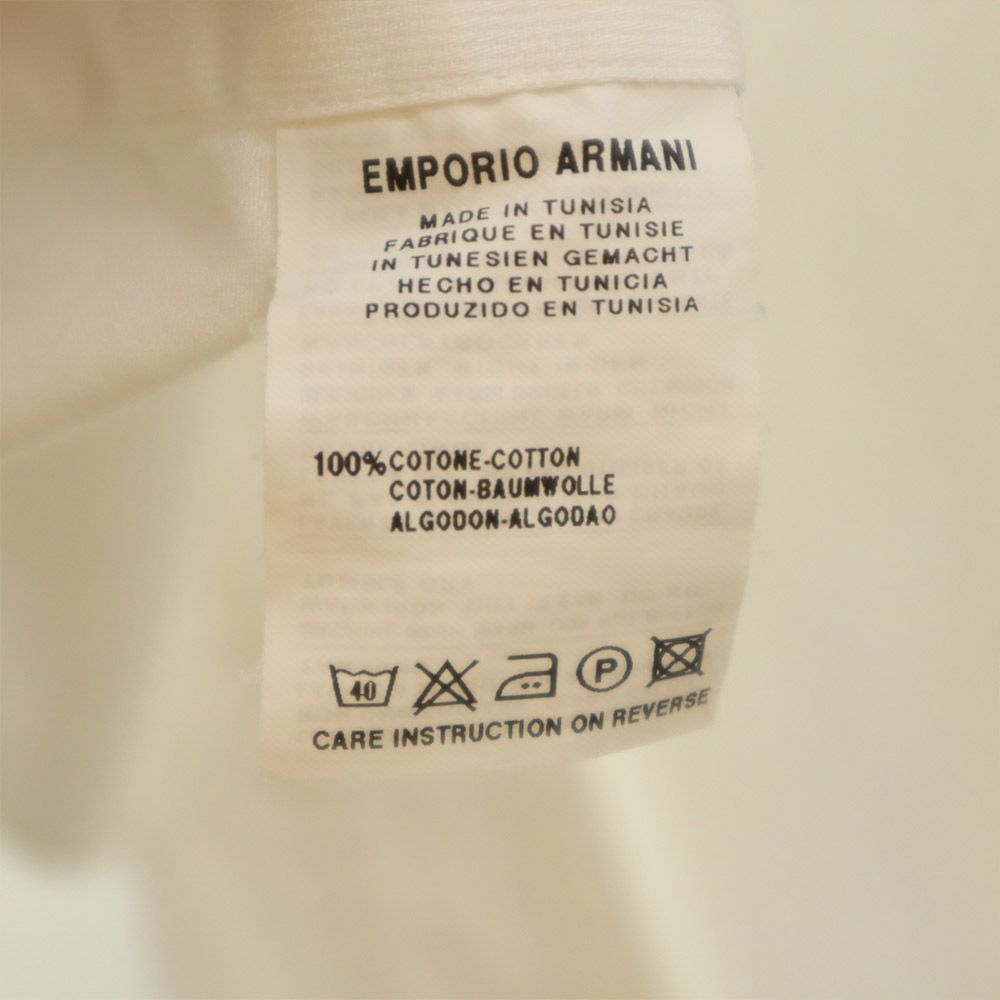 EMPORIO ARMANI
MADE IN TUNISIA
FABRIQUE EN TUNISIE
IN TUNESIEN GEMACHT
HECHO EN TUNICIA
PRODUZIDO EN TUNISIA
100% COTONE-COTTON
COTON-BAUMWOLLE
ALGODON-ALGODAO
40 P
CARE INSTRUCTION ON REVERSE